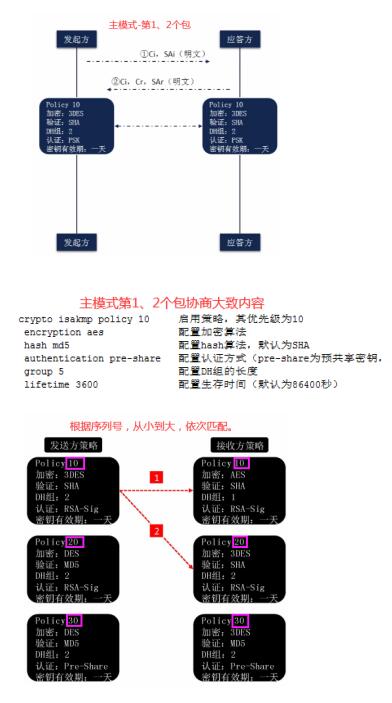 主模式-第1、2个包
发起方
应答方
①Ci，SAi（明文）
②Ci，Cr，SAr（明文）
Policy 10
加密：3DES
验证：SHA
DH组：2
认证：PSK
密钥有效期：一天
Policy 10
加密：3DES
验证：SHA
DH组：2
认证：PSK
密钥有效期：一天
发起方
应答方
主模式第1、2个包协商大致内容
crypto isakmp policy 10 启用策略，其优先级为10
encryption aes 配置加密算法
hash md5 配置hash算法，默认为SHA
authentication pre-share 配置认证方式（pre-share为预共享密钥，
group 5 配置DH组的长度
lifetime 3600 配置生存时间（默认为86400秒）
根据序列号，从小到大，依次匹配。
发送方策略
接收方策略
Policy 10
加密：3DES
验证：SHA
DH组：2
认证：RSA-Sig
密钥有效期：一天
Policy 10
加密：AES
验证：SHA
DH组：1
认证：RSA-Sig
密钥有效期：一天
1
2
Policy 20
加密：DES
验证：MD5
DH组：2
认证：RSA-Sig
密钥有效期：一天
Policy 20
加密：3DES
验证：SHA
DH组：2
认证：RSA-Sig
密钥有效期：一天
Policy 30
加密：DES
验证：MD5
DH组：2
认证：Pre-Share
密钥有效期：一天
Policy 30
加密：3DES
验证：MD5
DH组：2
认证：Pre-Share
密钥有效期：一天